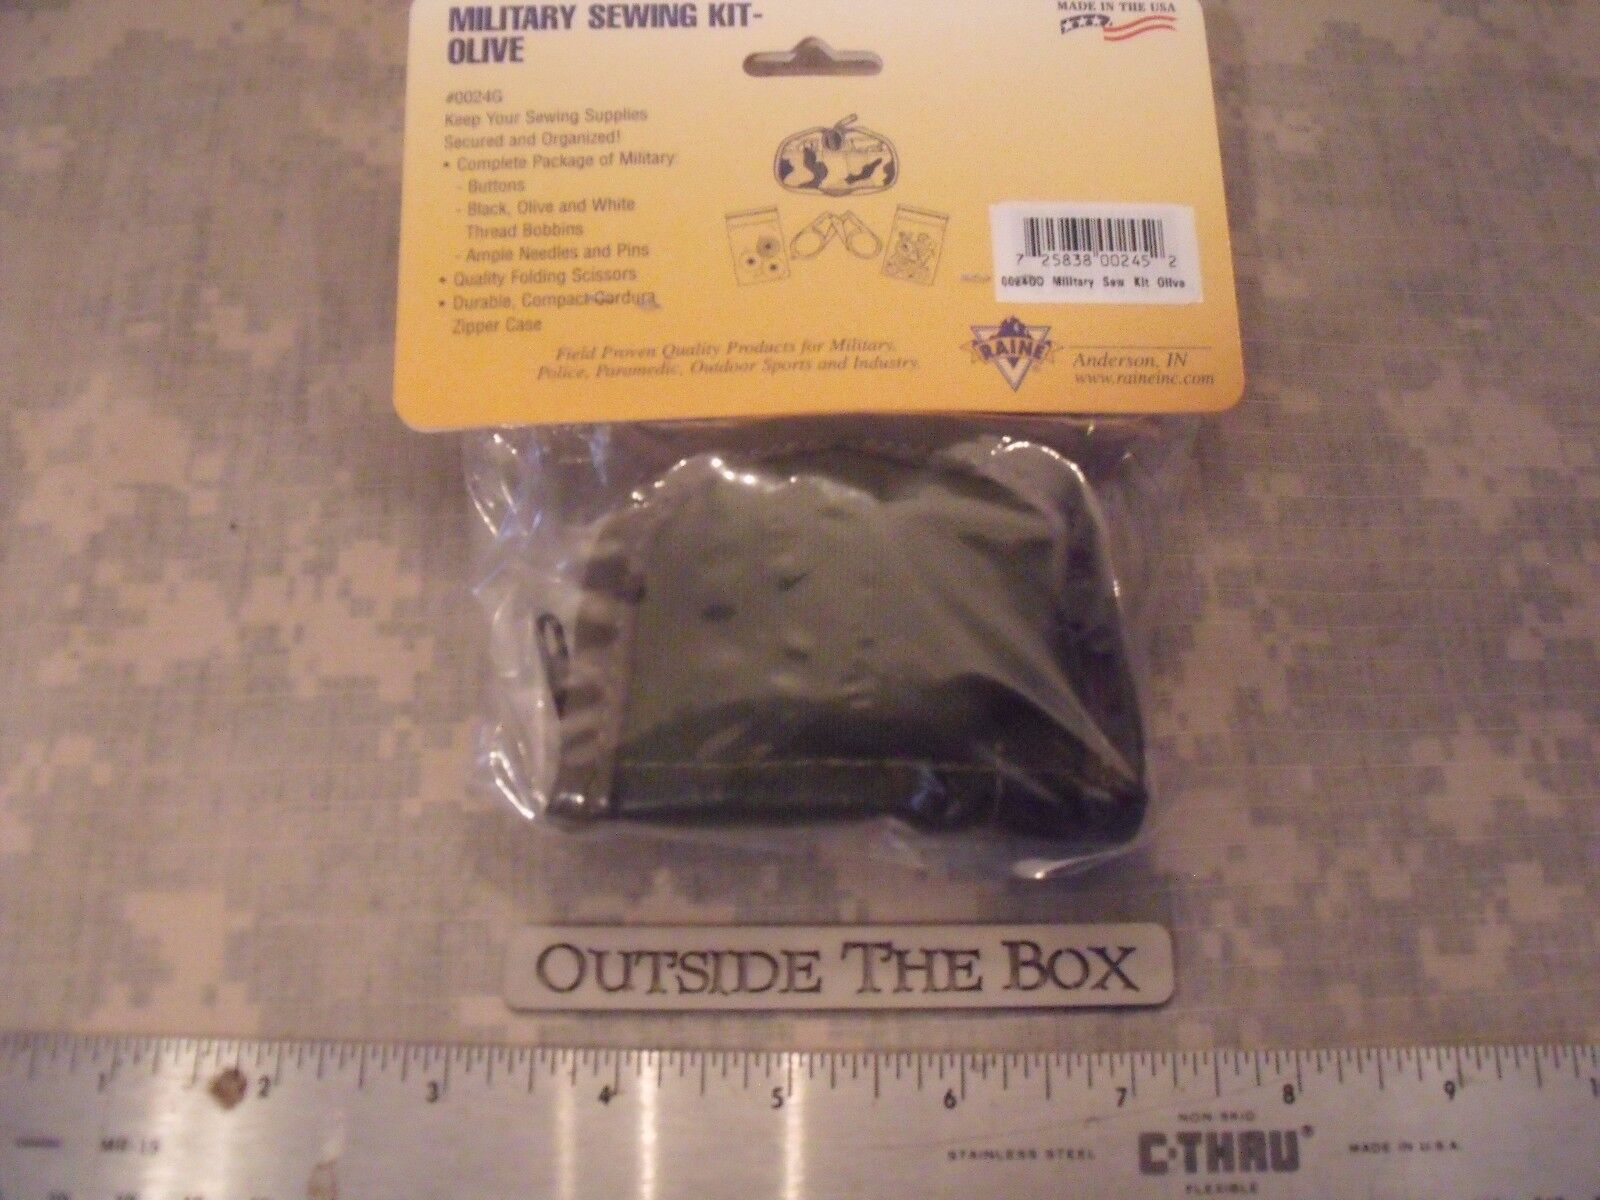 MILITARY SEWING KIT-
OLIVE
MADE IN THE USA
#0024G
Keep Your Sewing Supplies
Secured and Organized!
• Complete Package of Military:
- Buttons
- Black, Olive and White
Thread Bobbins
- Ample Needles and Pins
• Quality Folding Scissors
• Durable, Compact Cordura
Zipper Case
7 25838 00245 2
0024OD Military Sew Kit Olive
Field Proven Quality Products for Military,
Police, Paramedic, Outdoor Sports and Industry.
RAINE
Anderson, IN
www.raineinc.com
OUTSIDE THE BOX
1 2 3 4 5 6 7 8 9
NON SKID
STAINLESS STEEL C-THRU® MADE IN U.S.A.
FLEXIBLE